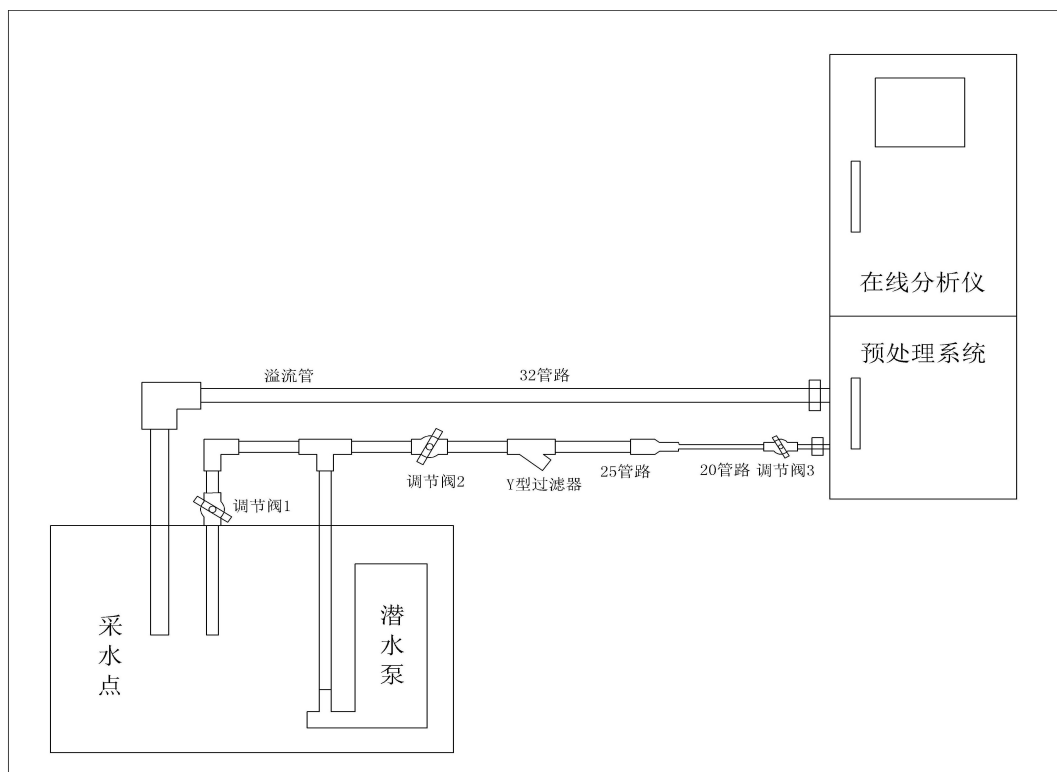 在线分析仪
预处理系统
溢流管
32管路
调节阀2
Y型过滤器
25管路
20管路
调节阀3
调节阀1
采水点
潜水泵